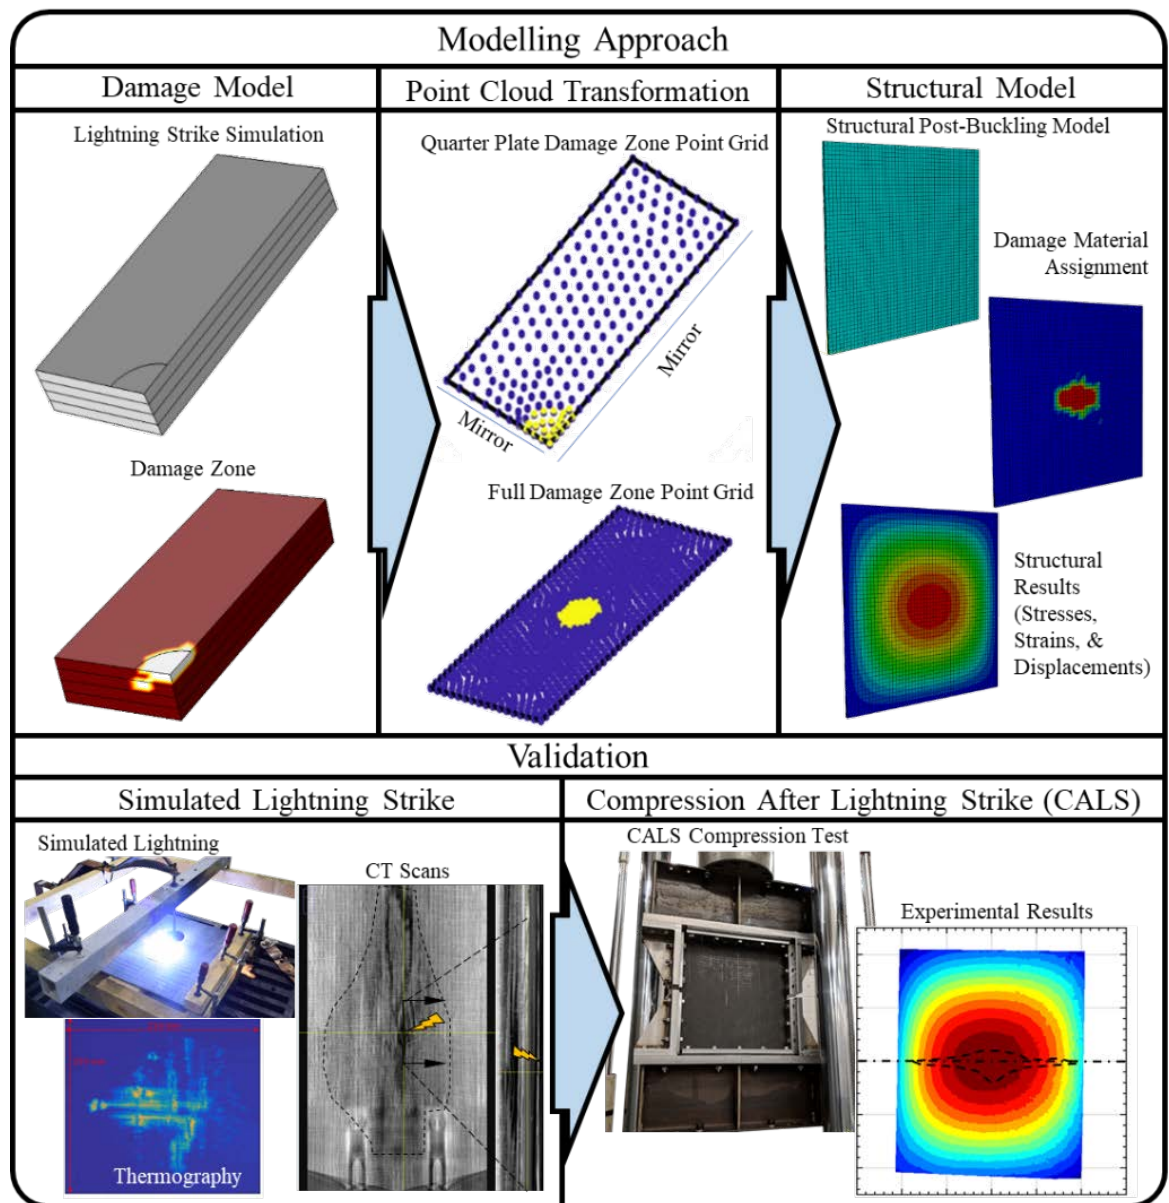 Modelling Approach
Damage Model
Point Cloud Transformation
Structural Model
Lightning Strike Simulation
Damage Zone
Quarter Plate Damage Zone Point Grid
Mirror
Mirror
Full Damage Zone Point Grid
Structural Post-Buckling Model
Damage Material
Assignment
Structural
Results
(Stresses,
Strains, &
Displacements)
Validation
Simulated Lightning Strike
Compression After Lightning Strike (CALS)
Simulated Lightning
CT Scans
Thermography
CALS Compression Test
Experimental Results